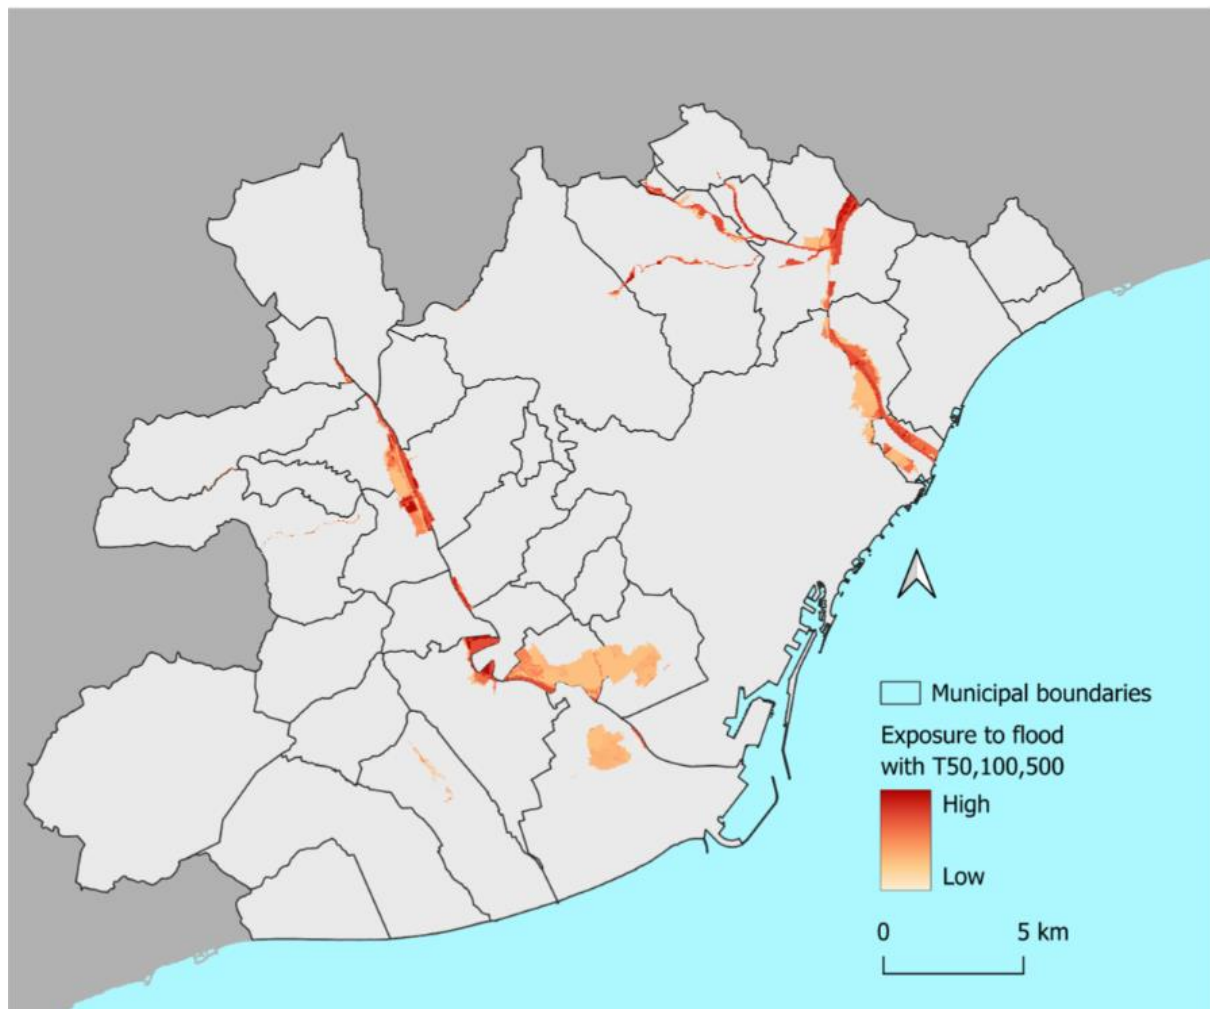 Municipal boundaries
Exposure to flood
with T50,100,500
High
Low
0 5 km